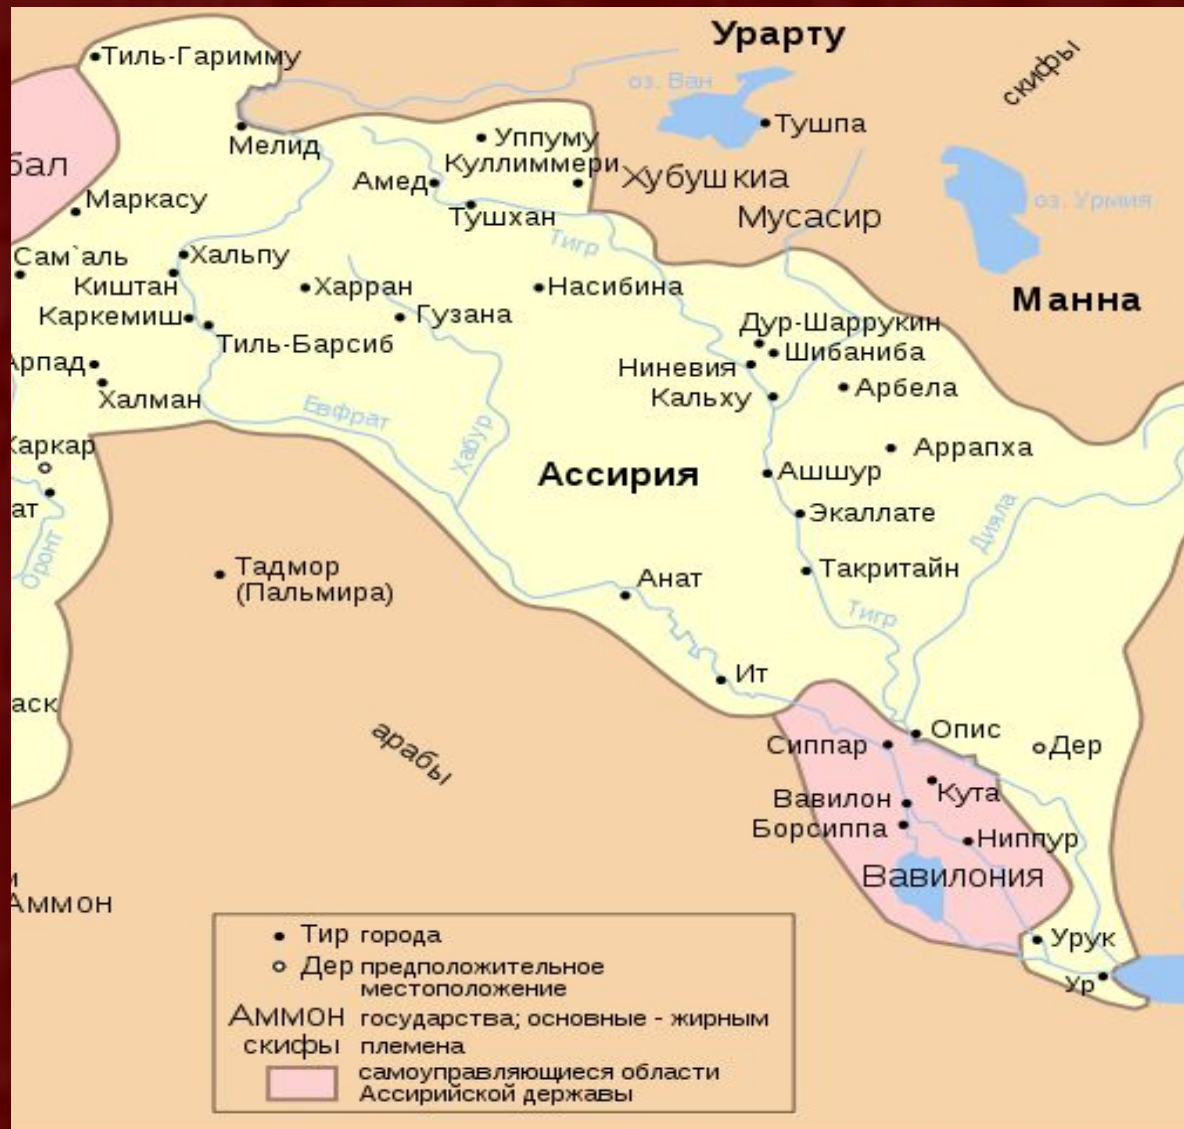 Урарту
скифы
Тиль-Гаримму
оз. Ван
Тушпа
Мелид
Уппуму
Куллиммери
бал
Амед
Хубушкиа
Маркасу
Тушхан
Мусасир
оз. Урмия
Тигр
Сам`аль
Хальпу
Киштан
Харран
Насибина
Манна
Каркемиш
Гузана
Дур-Шаррукин
Тиль-Барсиб
Шибаниба
Арпад
Ниневия
Халман
Кальху
Арбела
Евфрат
Хабур
Каркар
Аррапха
Ассирия
Ашшур
ат
Экаллате
Дияла
Оронт
Тадмор
(Пальмира)
Анат
Такритайн
Тигр
Ит
аск
арабы
Опис
Сиппар
Дер
Кута
Вавилон
Борсиппа
Ниппур
Вавилония
и
Аммон
Урук
Ур
Тир города
Дер предположительное
местоположение
Аммон государства; основные - жирным
скифы племена
самоуправляющиеся области
Ассирийской державы